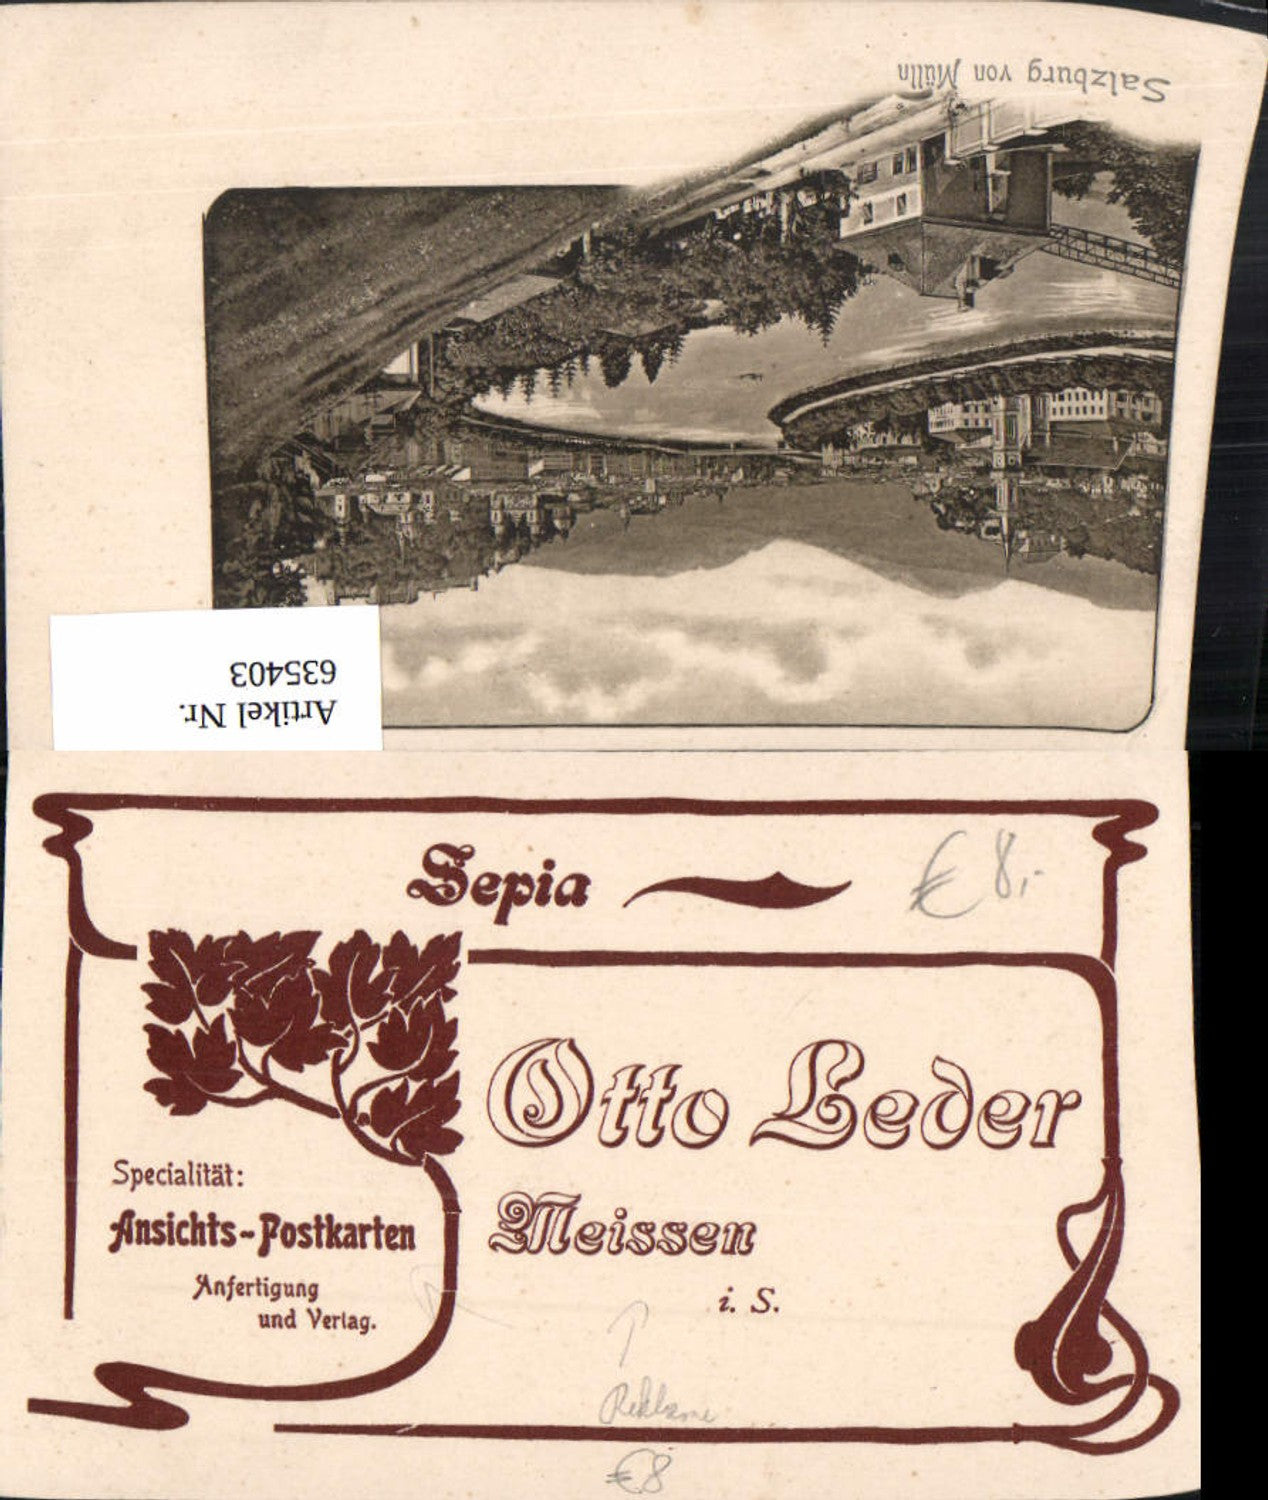 Salzburg von Mülln
Artikel Nr.
635403
Sepia
€ 8,-
Otto Leder
Meissen
i. S.
Specialität:
Ansichts-Postkarten
Anfertigung
und Verlag.
Reklame
€8